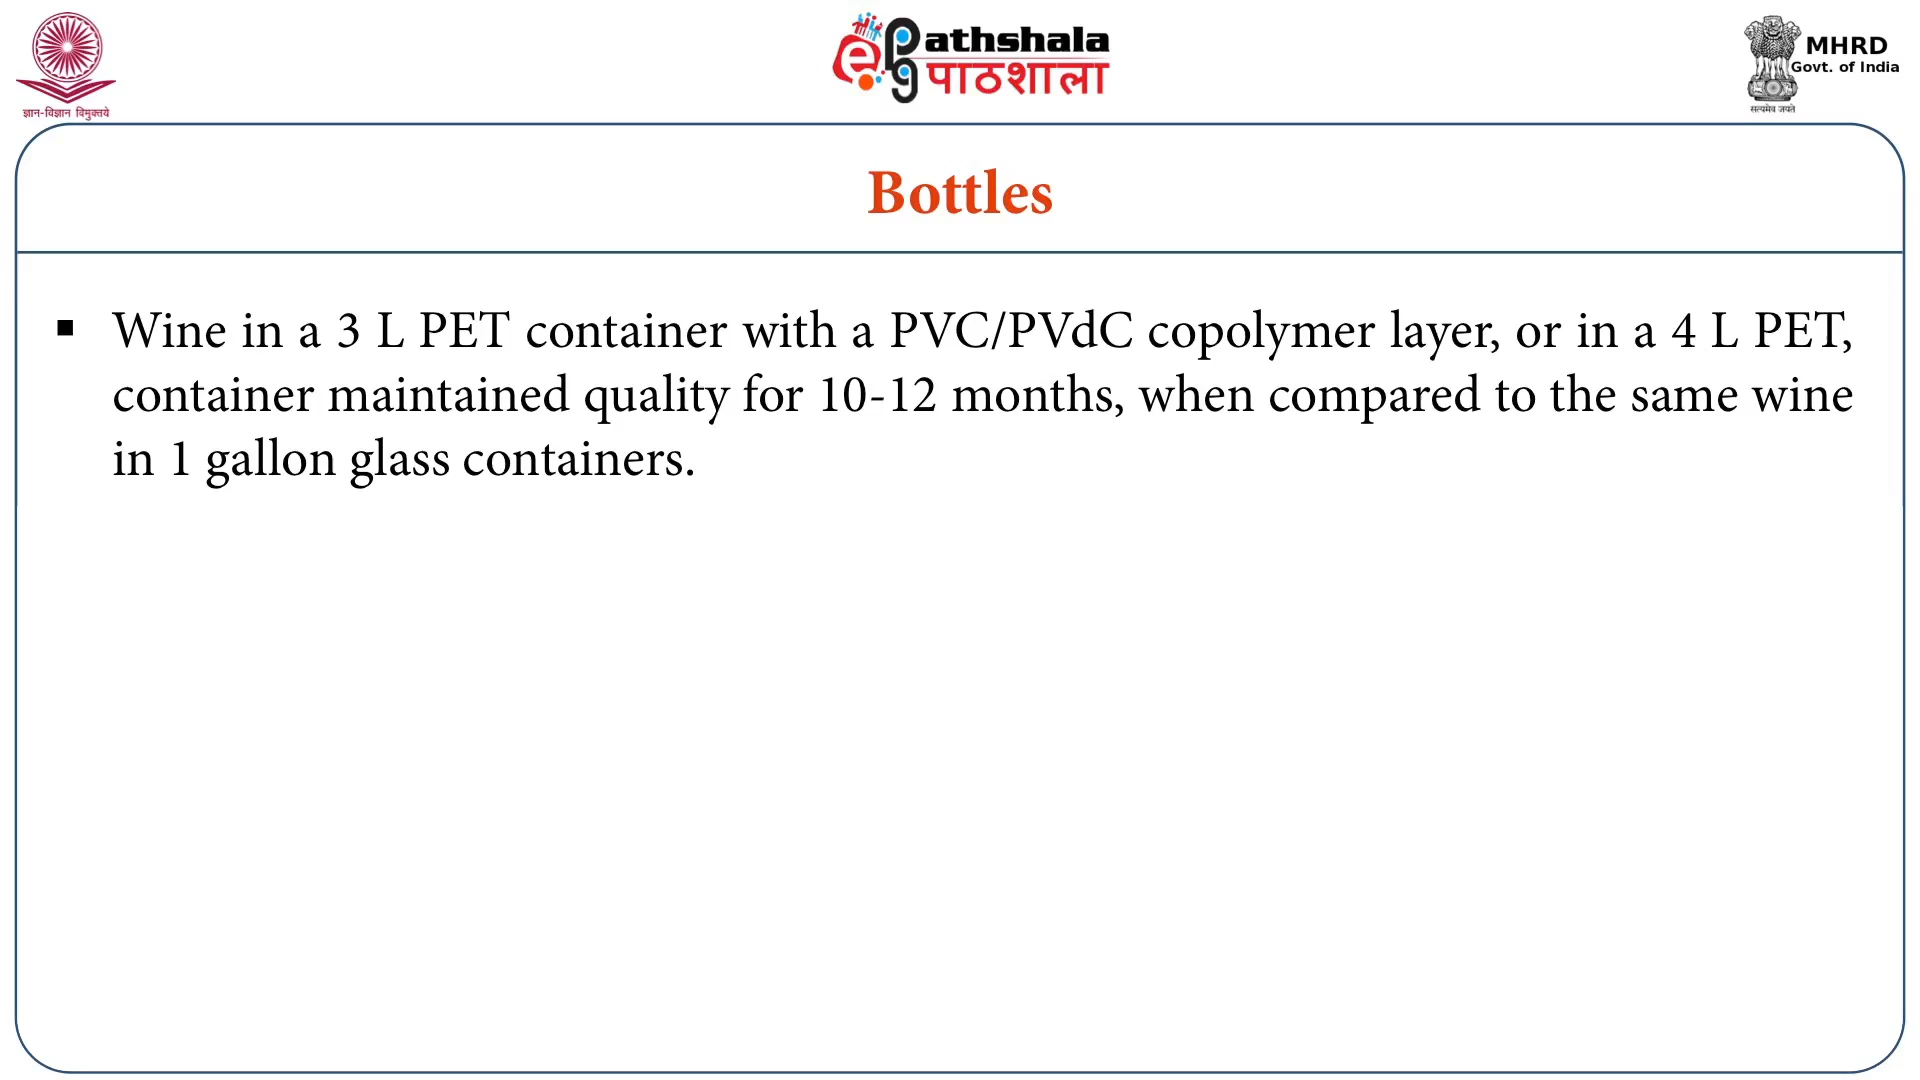 ज्ञान-विज्ञान विमुक्तये
ePathshala
पाठशाला
MHRD
Govt. of India
सत्यमेव जयते
Bottles
▪ Wine in a 3 L PET container with a PVC/PVdC copolymer layer, or in a 4 L PET,
container maintained quality for 10-12 months, when compared to the same wine
in 1 gallon glass containers.